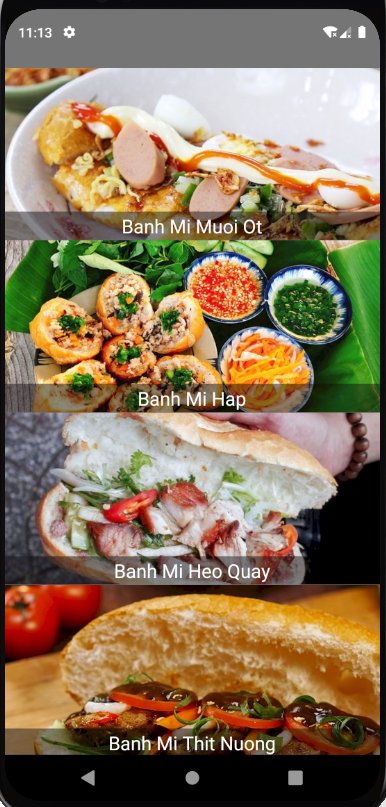 11:13
Banh Mi Muoi Ot
Banh Mi Hap
Banh Mi Heo Quay
Banh Mi Thit Nuong